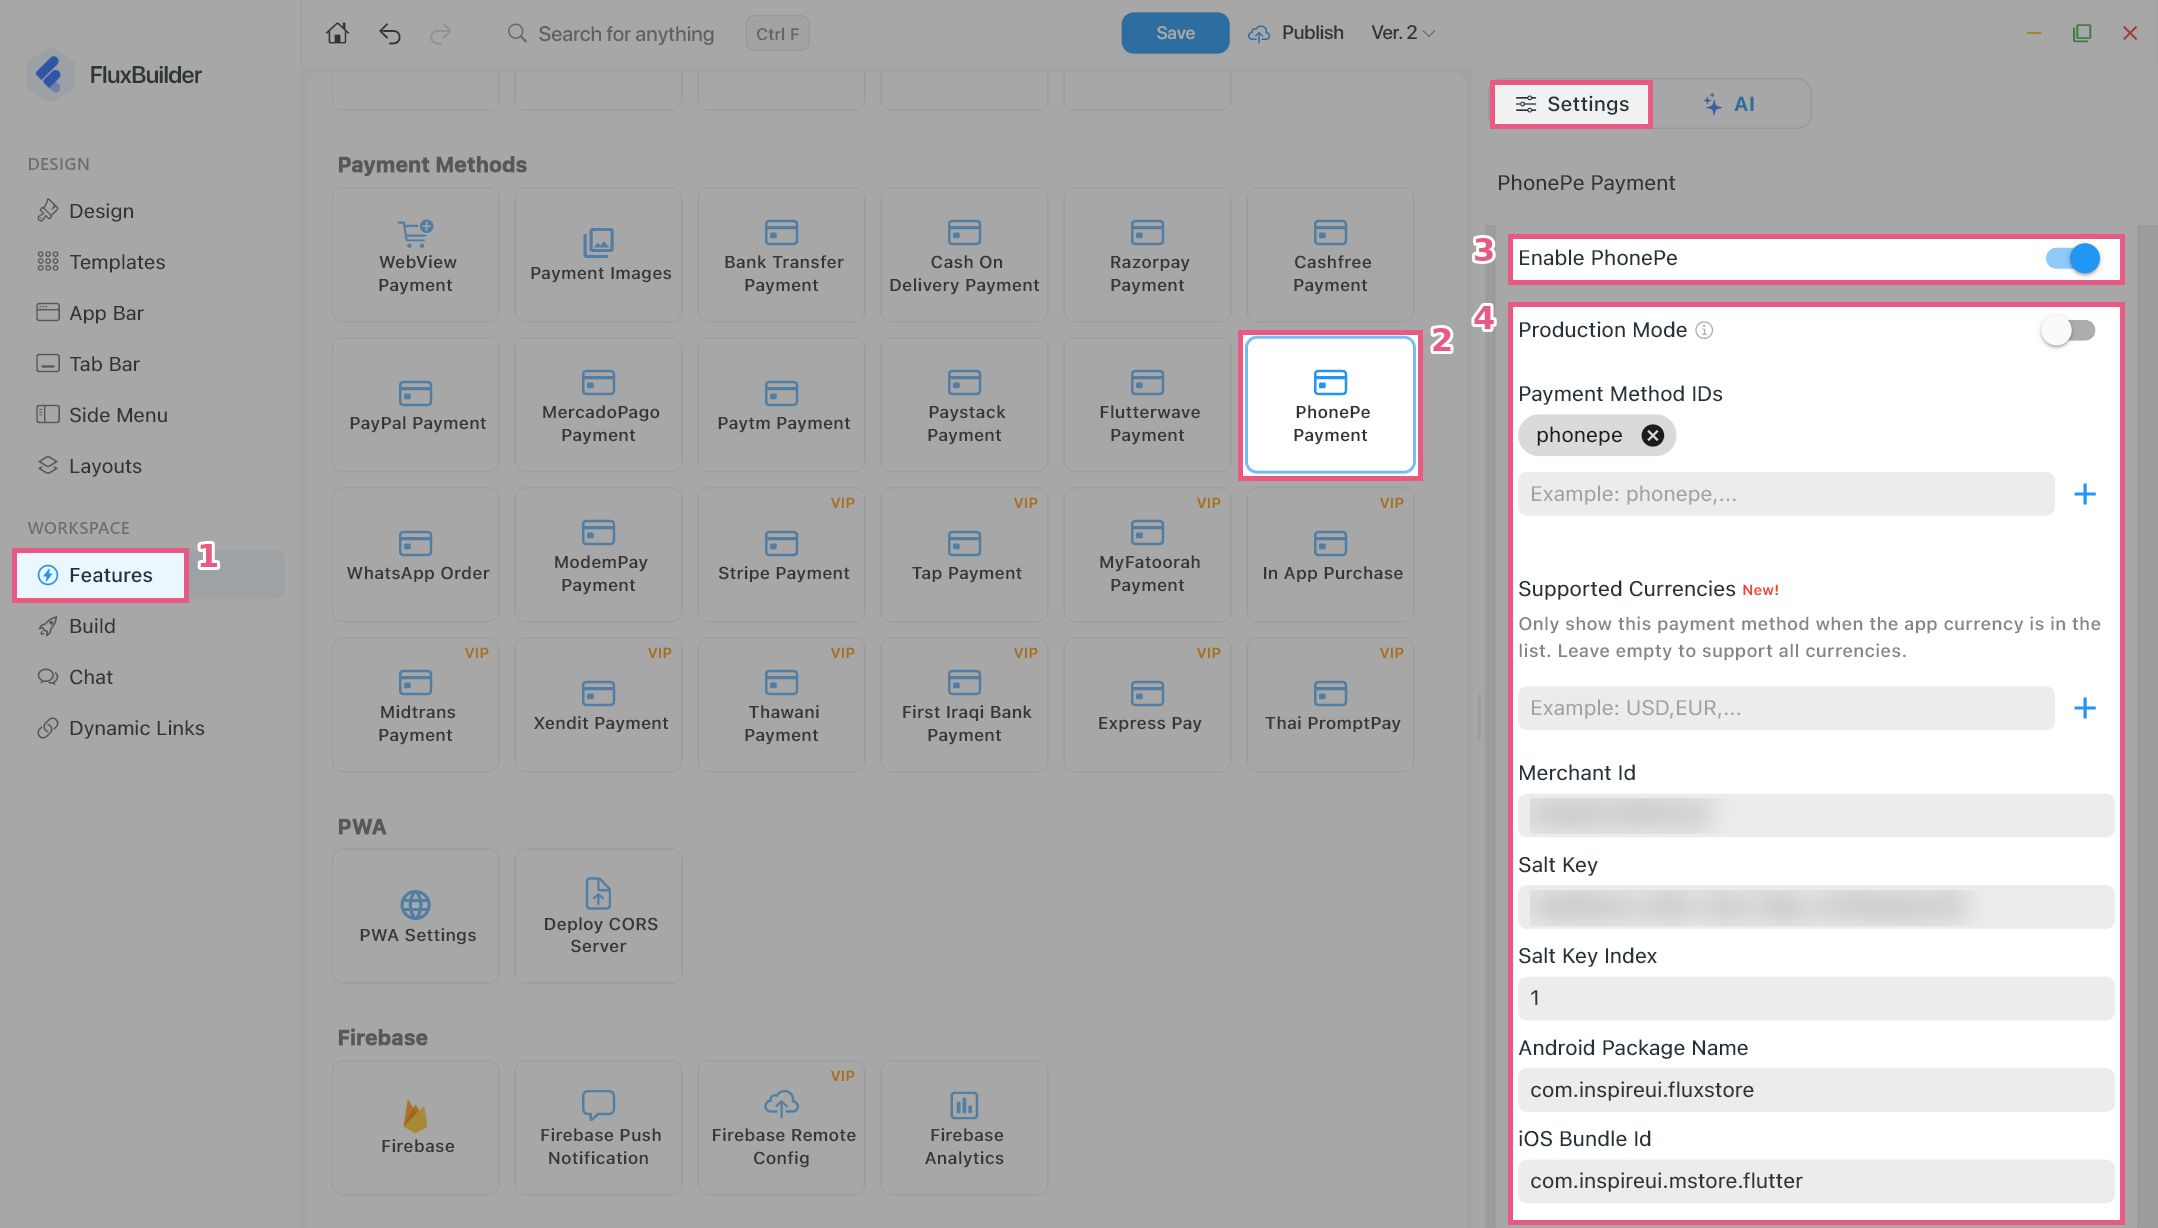 FluxBuilder
DESIGN
Design
Templates
App Bar
Tab Bar
Side Menu
Layouts
WORKSPACE
Features
1
Build
Chat
Dynamic Links
Search for anything
Ctrl F
Save
Publish
Ver. 2
Payment Methods
WebView
Payment
Payment Images
Bank Transfer
Payment
Cash On
Delivery Payment
Razorpay
Payment
Cashfree
Payment
PayPal Payment
MercadoPago
Payment
Paytm Payment
Paystack
Payment
Flutterwave
Payment
PhonePe
Payment
2
WhatsApp Order
ModemPay
Payment
VIP
Stripe Payment
VIP
Tap Payment
VIP
MyFatoorah
Payment
VIP
In App Purchase
VIP
Midtrans
Payment
VIP
Xendit Payment
VIP
Thawani
Payment
VIP
First Iraqi Bank
Payment
VIP
Express Pay
VIP
Thai PromptPay
PWA
PWA Settings
Deploy CORS
Server
Firebase
Firebase
Firebase Push
Notification
VIP
Firebase Remote
Config
Firebase
Analytics
Settings
AI
PhonePe Payment
3
Enable PhonePe
4
Production Mode
Payment Method IDs
phonepe
Example: phonepe,...
Supported Currencies New!
Only show this payment method when the app currency is in the
list. Leave empty to support all currencies.
Example: USD,EUR,...
Merchant Id
Salt Key
Salt Key Index
1
Android Package Name
com.inspireui.fluxstore
iOS Bundle Id
com.inspireui.mstore.flutter